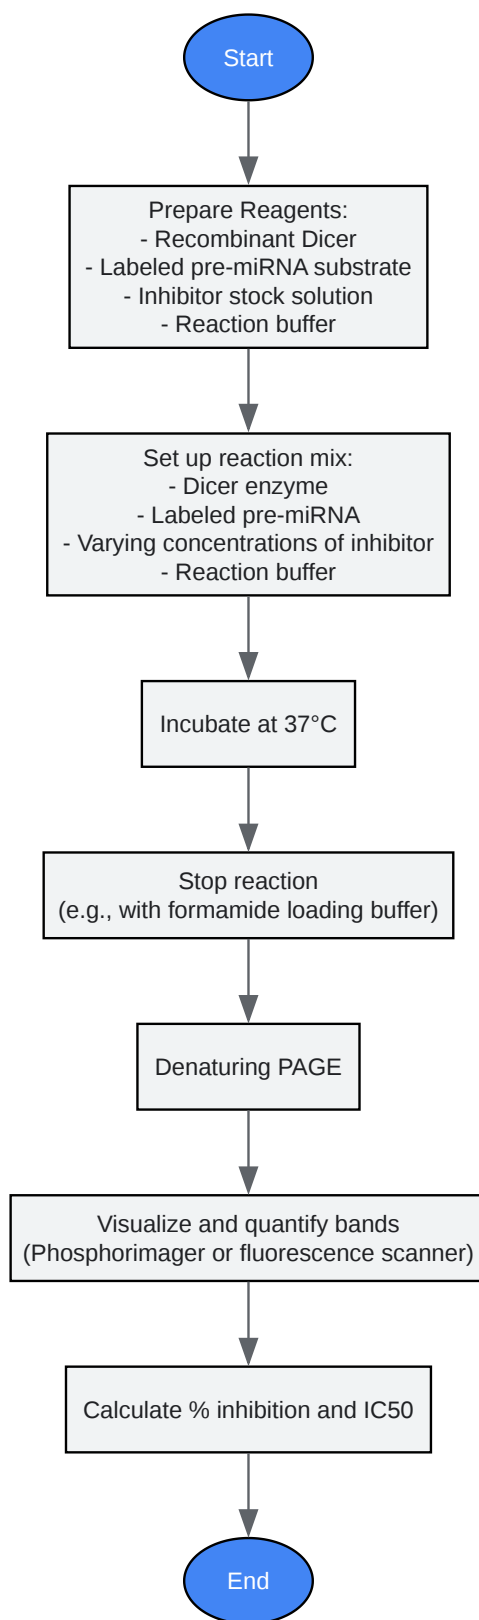 Start
Prepare Reagents:
- Recombinant Dicer
- Labeled pre-miRNA substrate
- Inhibitor stock solution
- Reaction buffer
Set up reaction mix:
- Dicer enzyme
- Labeled pre-miRNA
- Varying concentrations of inhibitor
- Reaction buffer
Incubate at 37°C
Stop reaction
(e.g., with formamide loading buffer)
Denaturing PAGE
Visualize and quantify bands
(Phosphorimager or fluorescence scanner)
Calculate % inhibition and IC50
End